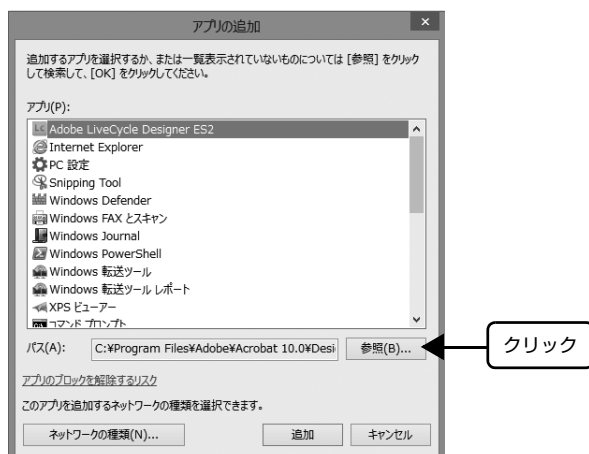 アプリの追加
追加するアプリを選択するか、または一覧表示されていないものについては [参照] をクリック
して検索して、[OK] をクリックしてください。
アプリ(P):
Adobe LiveCycle Designer ES2
Internet Explorer
PC 設定
Snipping Tool
Windows Defender
Windows FAX とスキャン
Windows Journal
Windows PowerShell
Windows 転送ツール
Windows 転送ツール レポート
XPS ビューアー
コマンド プロンプト
パス(A):
C:¥Program Files¥Adobe¥Acrobat 10.0¥Desi
参照(B)...
クリック
アプリのブロックを解除するリスク
このアプリを追加するネットワークの種類を選択できます。
ネットワークの種類(N)...
追加
キャンセル